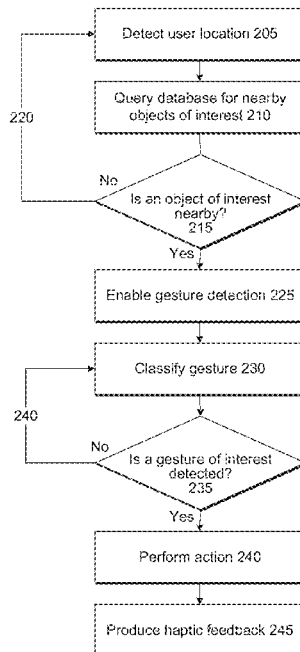 Detect user location 205
Query database for nearby
objects of interest 210
220
No
Is an object of interest
nearby?
215
Yes
Enable gesture detection 225
Classify gesture 230
240
No
Is a gesture of interest
detected?
235
Yes
Perform action 240
Produce haptic feedback 245